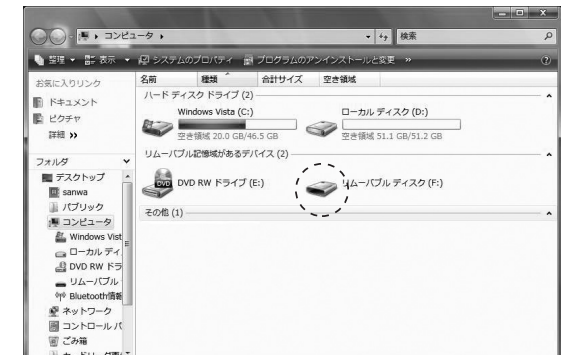 コンピュータ
検索
整理 表示 システムのプロパティ プログラムのアンインストールと変更 »
お気に入りリンク
ドキュメント
ピクチャ
詳細 »
フォルダ
デスクトップ
sanwa
パブリック
コンピュータ
Windows Vist
ローカル ディ
DVD RW ドラ
リムーバブル
Bluetooth情報
ネットワーク
コントロール パ
ごみ箱
名前 種類 合計サイズ 空き領域
ハード ディスク ドライブ (2)
Windows Vista (C:)
空き領域 20.0 GB/46.5 GB
ローカル ディスク (D:)
空き領域 51.1 GB/51.2 GB
リムーバブル記憶域があるデバイス (2)
DVD RW ドライブ (E:)
リムーバブル ディスク (F:)
その他 (1)